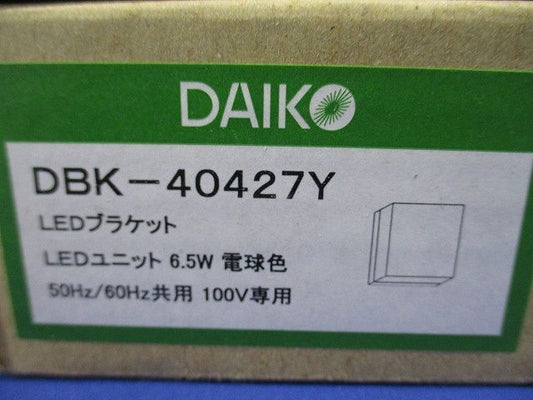 DAIKO
DBK-40427Y
LEDブラケット
LEDユニット 6.5W 電球色
50Hz/60Hz共用 100V専用